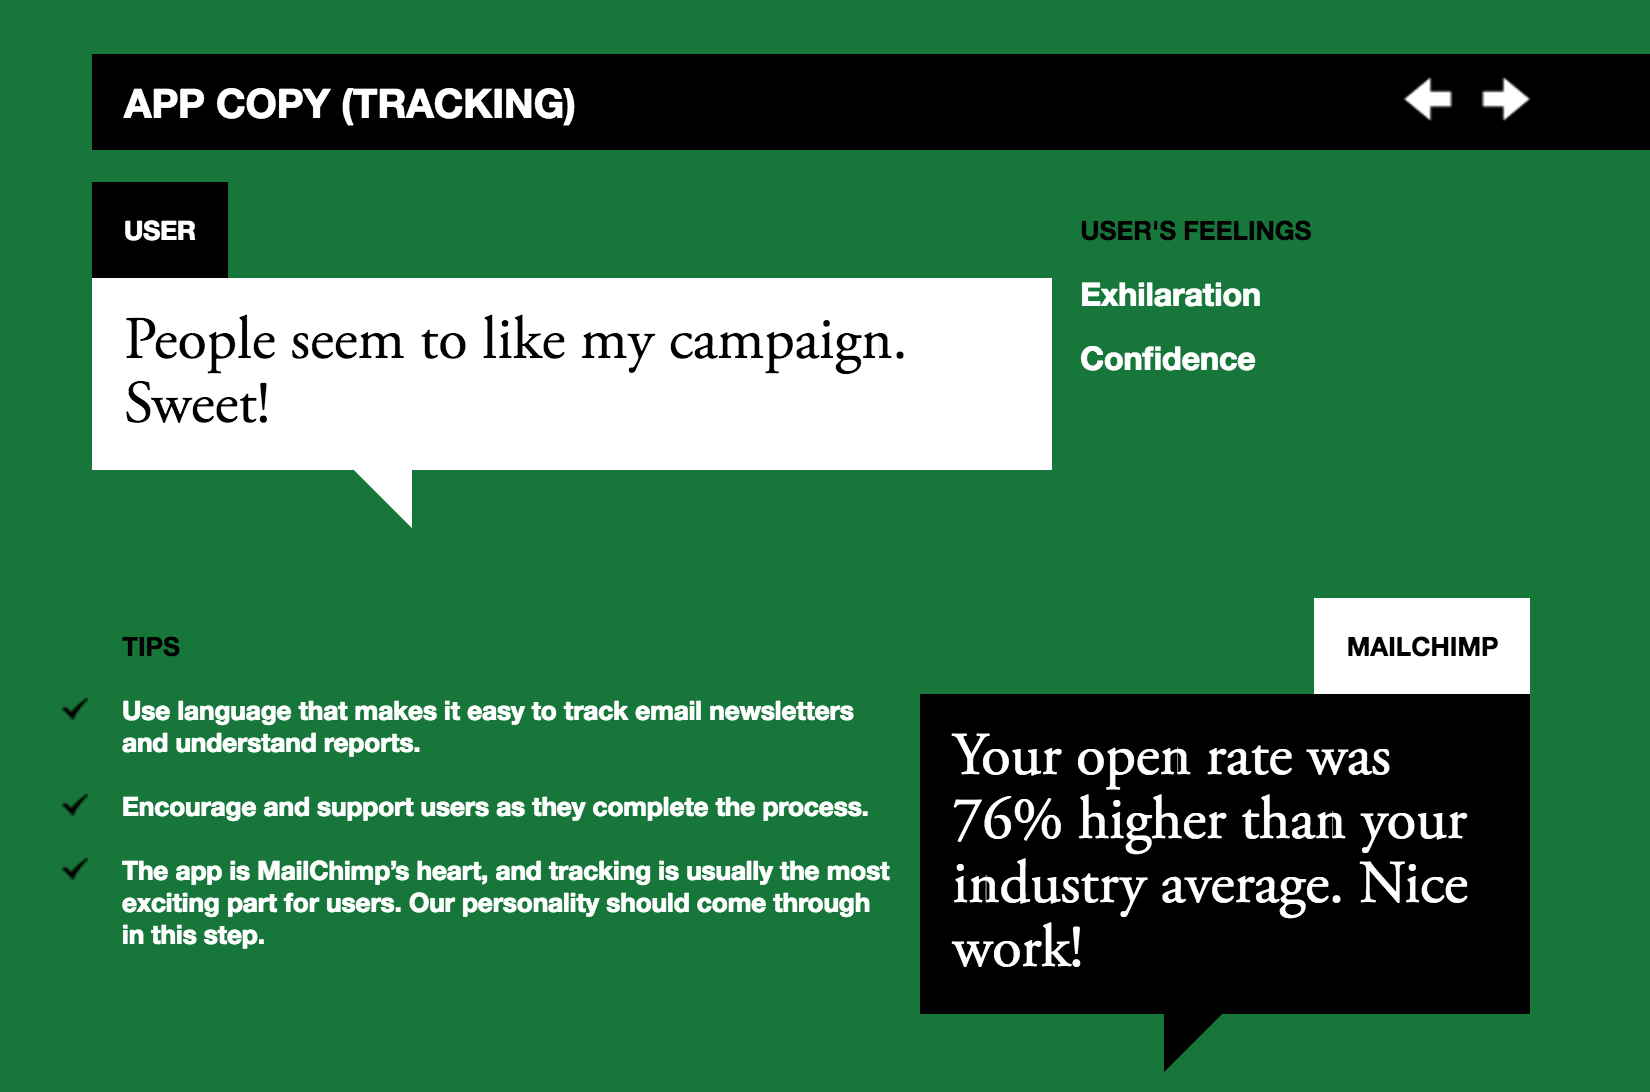 APP COPY (TRACKING)
USER
People seem to like my campaign.
Sweet!
USER'S FEELINGS
Exhilaration
Confidence
TIPS
Use language that makes it easy to track email newsletters
and understand reports.
Encourage and support users as they complete the process.
The app is MailChimp’s heart, and tracking is usually the most
exciting part for users. Our personality should come through
in this step.
MAILCHIMP
Your open rate was
76% higher than your
industry average. Nice
work!